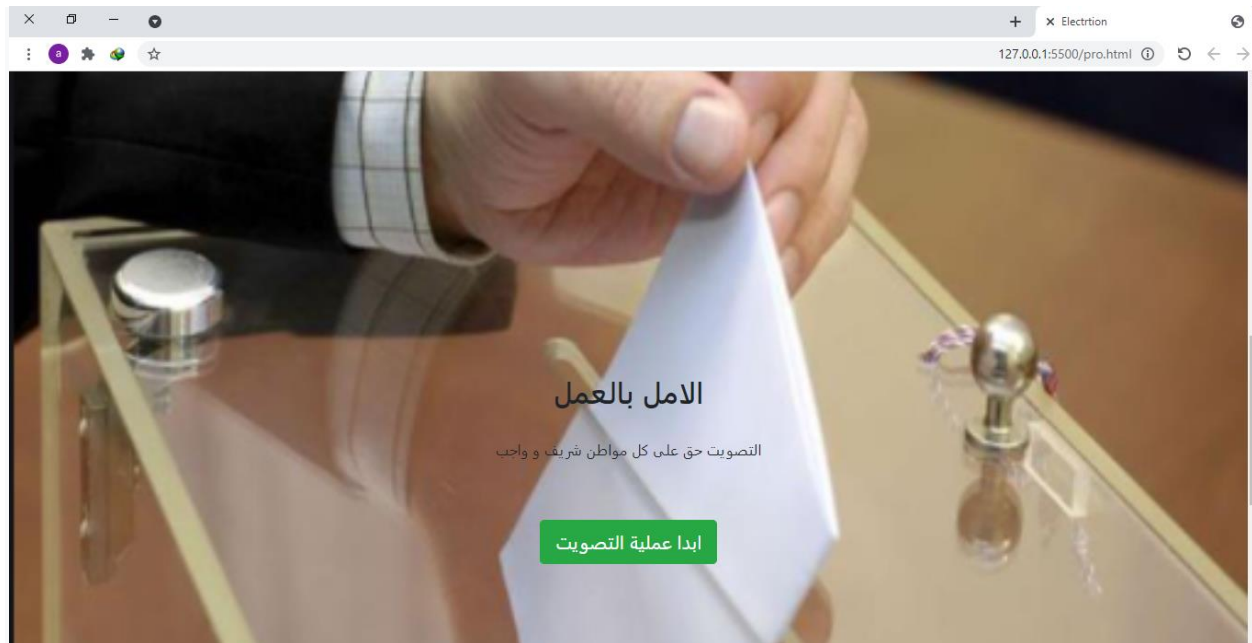 Electrtion
127.0.0.1:5500/pro.html
a
الامل بالعمل
التصويت حق على كل مواطن شريف و واجب
ابدا عملية التصويت